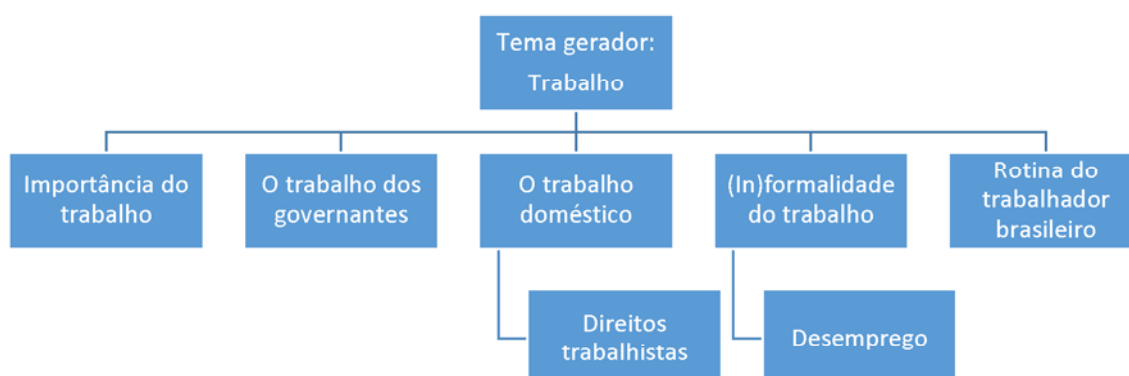 Tema gerador:
Trabalho
Importância do
trabalho
O trabalho dos
governantes
O trabalho
doméstico
(In)formalidade
do trabalho
Rotina do
trabalhador
brasileiro
Direitos
trabalhistas
Desemprego